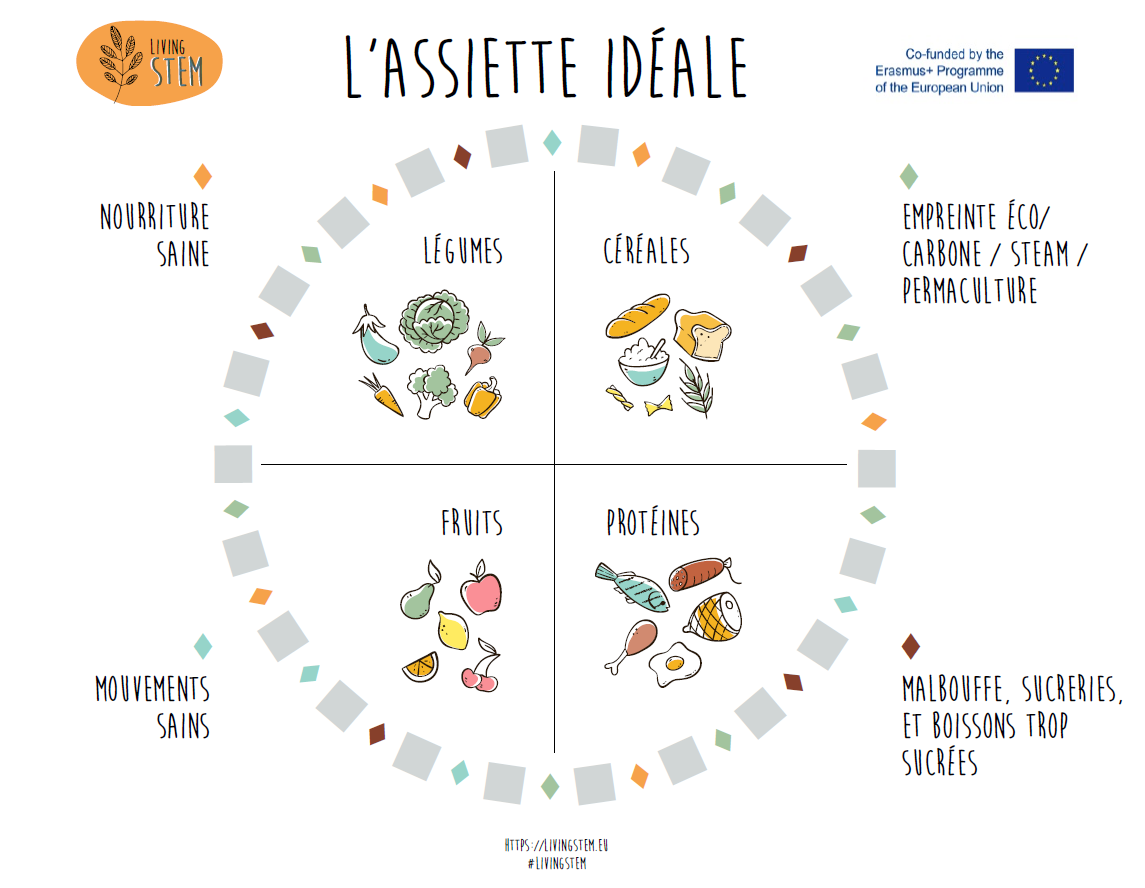 LIVING
STEM
L'ASSIETTE IDÉALE
Co-funded by the
Erasmus+ Programme
of the European Union
NOURRITURE
SAINE
EMPREINTE ÉCO/
CARBONE / STEAM /
PERMACULTURE
LÉGUMES
CÉRÉALES
FRUITS
PROTÉINES
MOUVEMENTS
SAINS
MALBOUFFE, SUCRERIES,
ET BOISSONS TROP
SUCRÉES
HTTPS://LIVINGSTEM.EU
#LIVINGSTEM